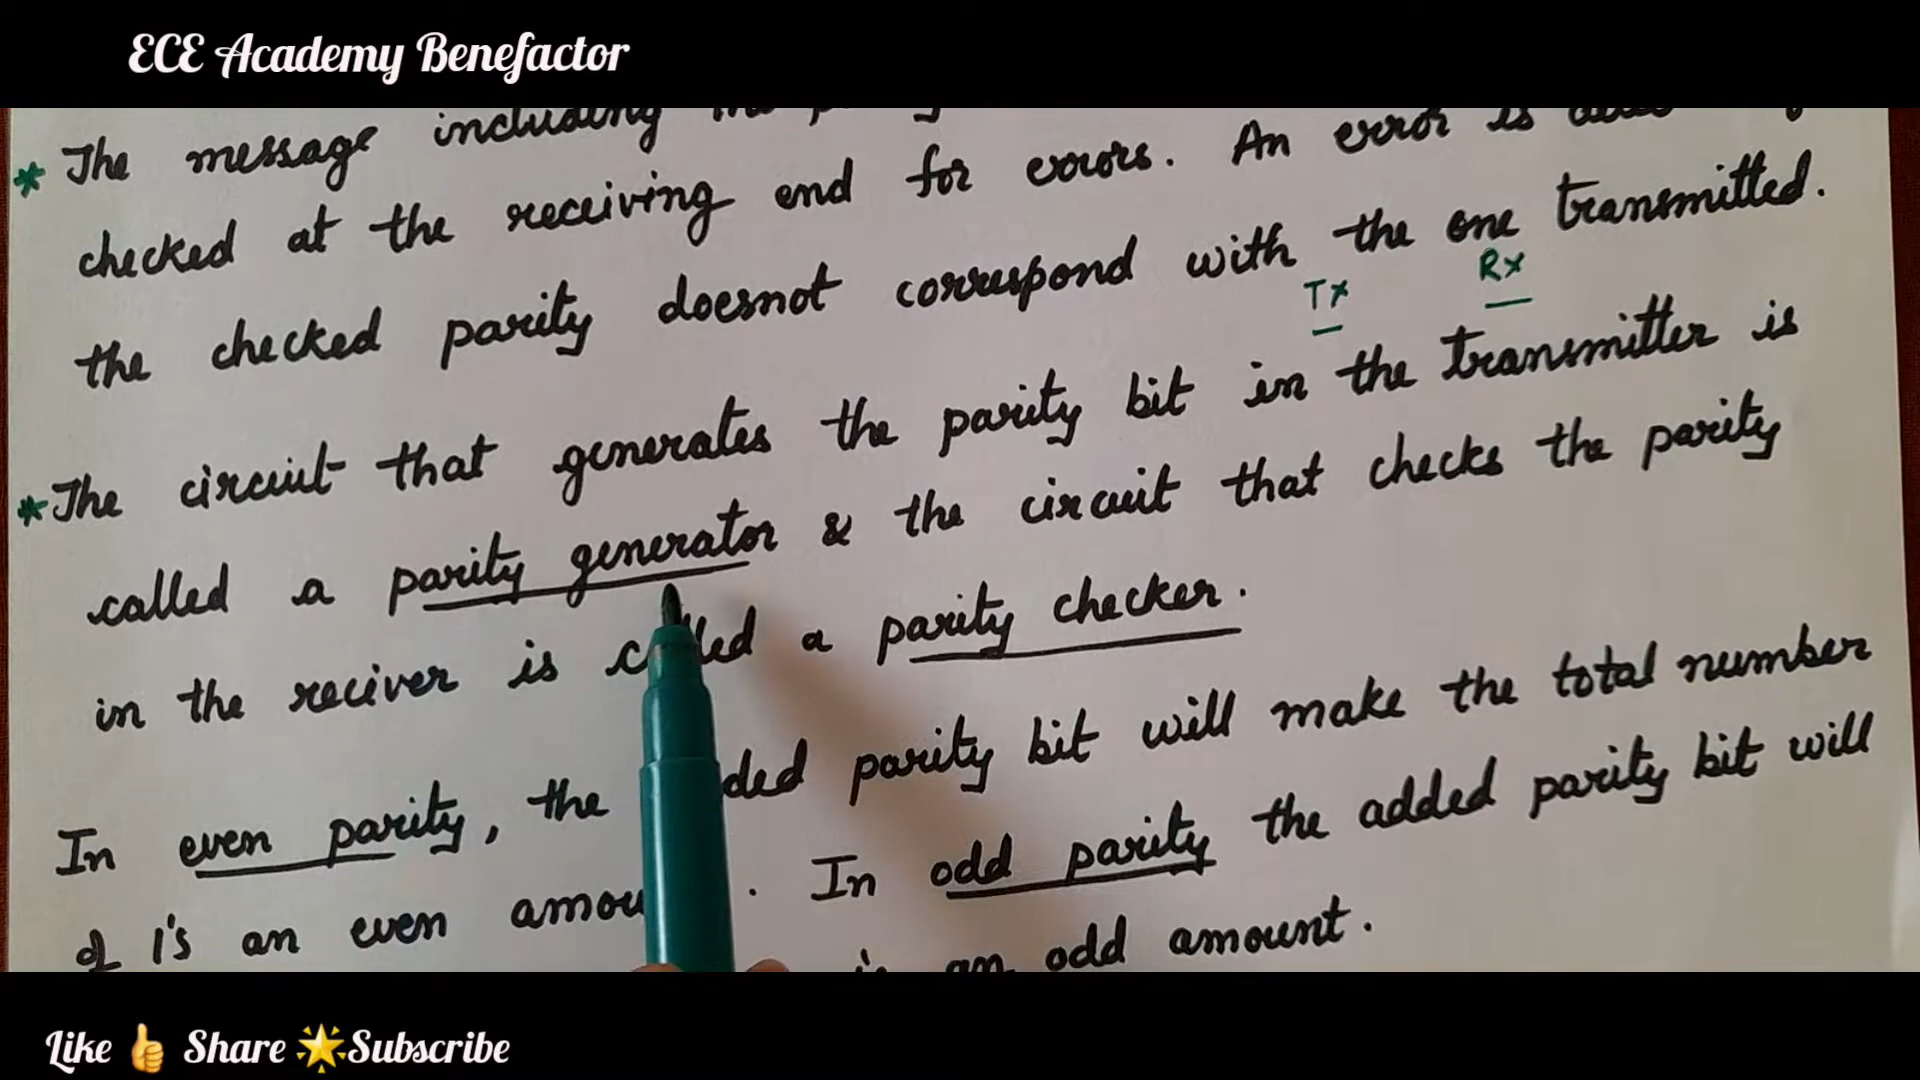 ECE Academy Benefactor
* The message including the
checked at the receiving end for errors. An error is
the checked parity doesnot correspond with the one transmitted.
Tx Rx
* The circuit that generates the parity bit in the transmitter is
called a parity generator & the circuit that checks the parity
in the reciver is called a parity checker.
In even parity, the parity bit will make the total number
of 1's an even . In odd parity the added parity bit will
an odd amount.
Like 👍 Share 🌟 Subscribe